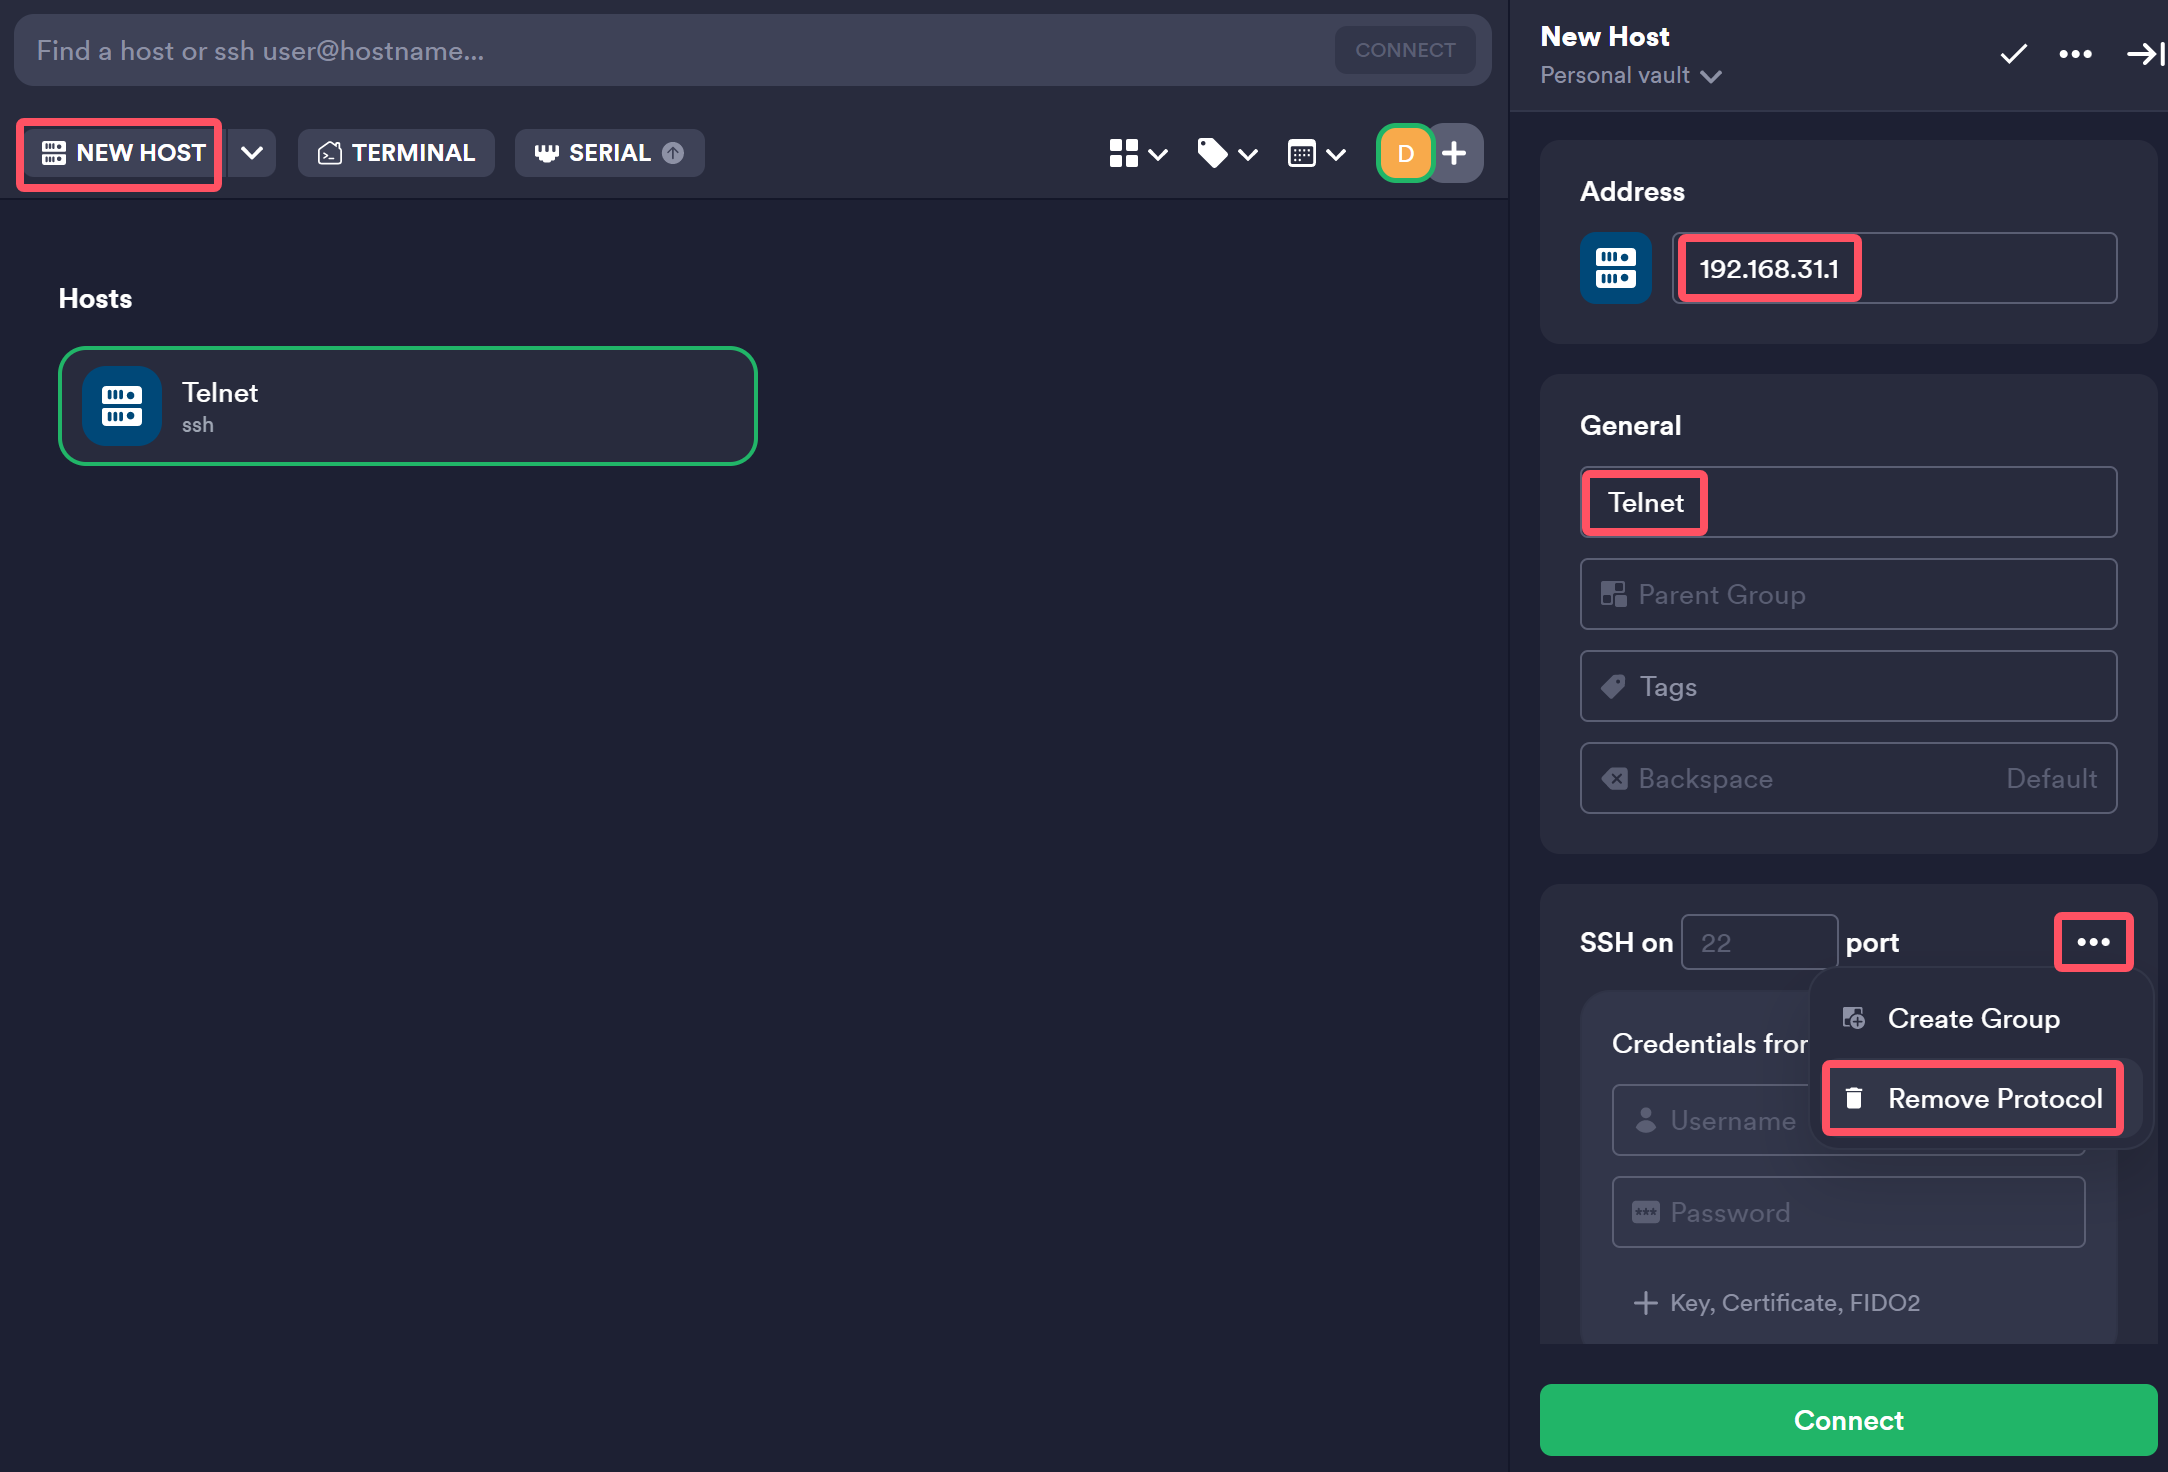 Find a host or ssh user@hostname...
CONNECT
NEW HOST
TERMINAL
SERIAL
D
Hosts
Telnet
ssh
New Host
Personal vault
Address
192.168.31.1
General
Telnet
Parent Group
Tags
Backspace
Default
SSH on
22
port
Create Group
Remove Protocol
Credentials from
Username
Password
Key, Certificate, FIDO2
Connect